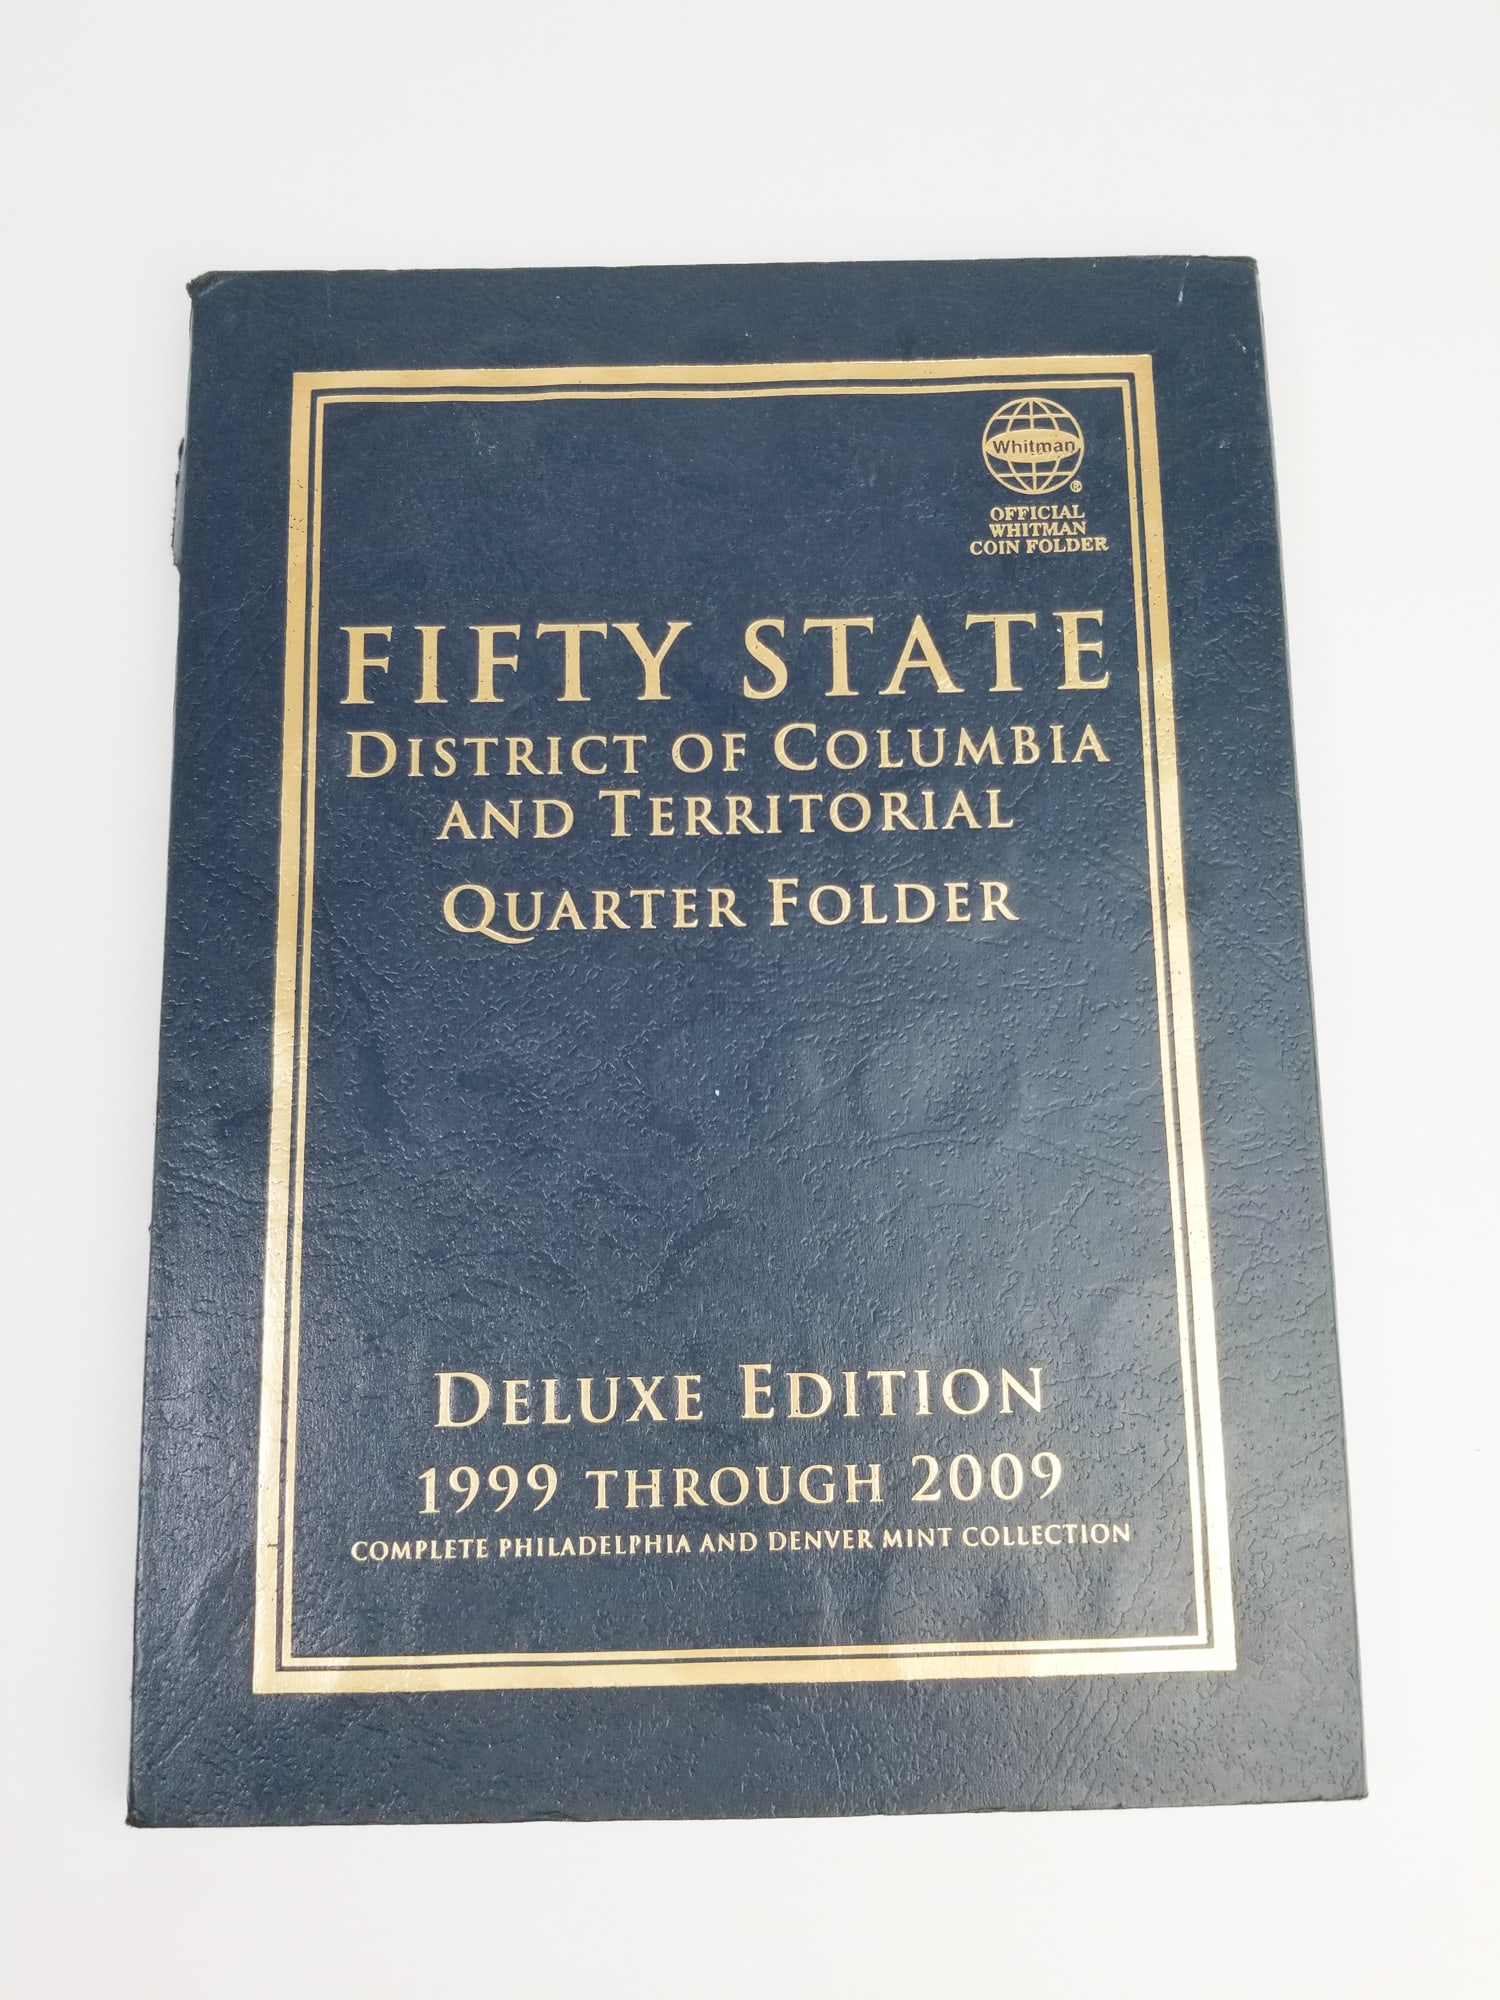 Whitman
®
OFFICIAL
WHITMAN
COIN FOLDER
FIFTY STATE
DISTRICT OF COLUMBIA
AND TERRITORIAL
QUARTER FOLDER
DELUXE EDITION
1999 THROUGH 2009
COMPLETE PHILADELPHIA AND DENVER MINT COLLECTION